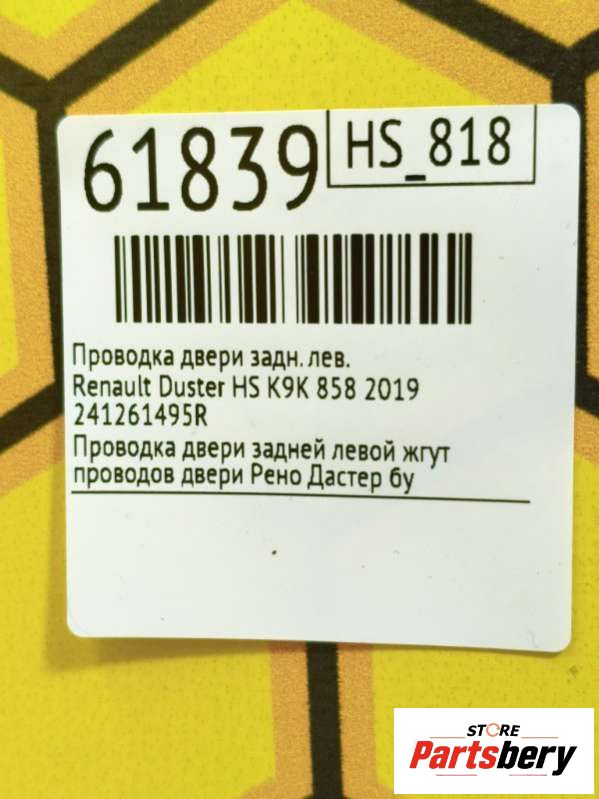 61839
HS_818
Проводка двери задн. лев.
Renault Duster HS K9K 858 2019
241261495R
Проводка двери задней левой жгут
проводов двери Рено Дастер бу
STORE
Partsbery